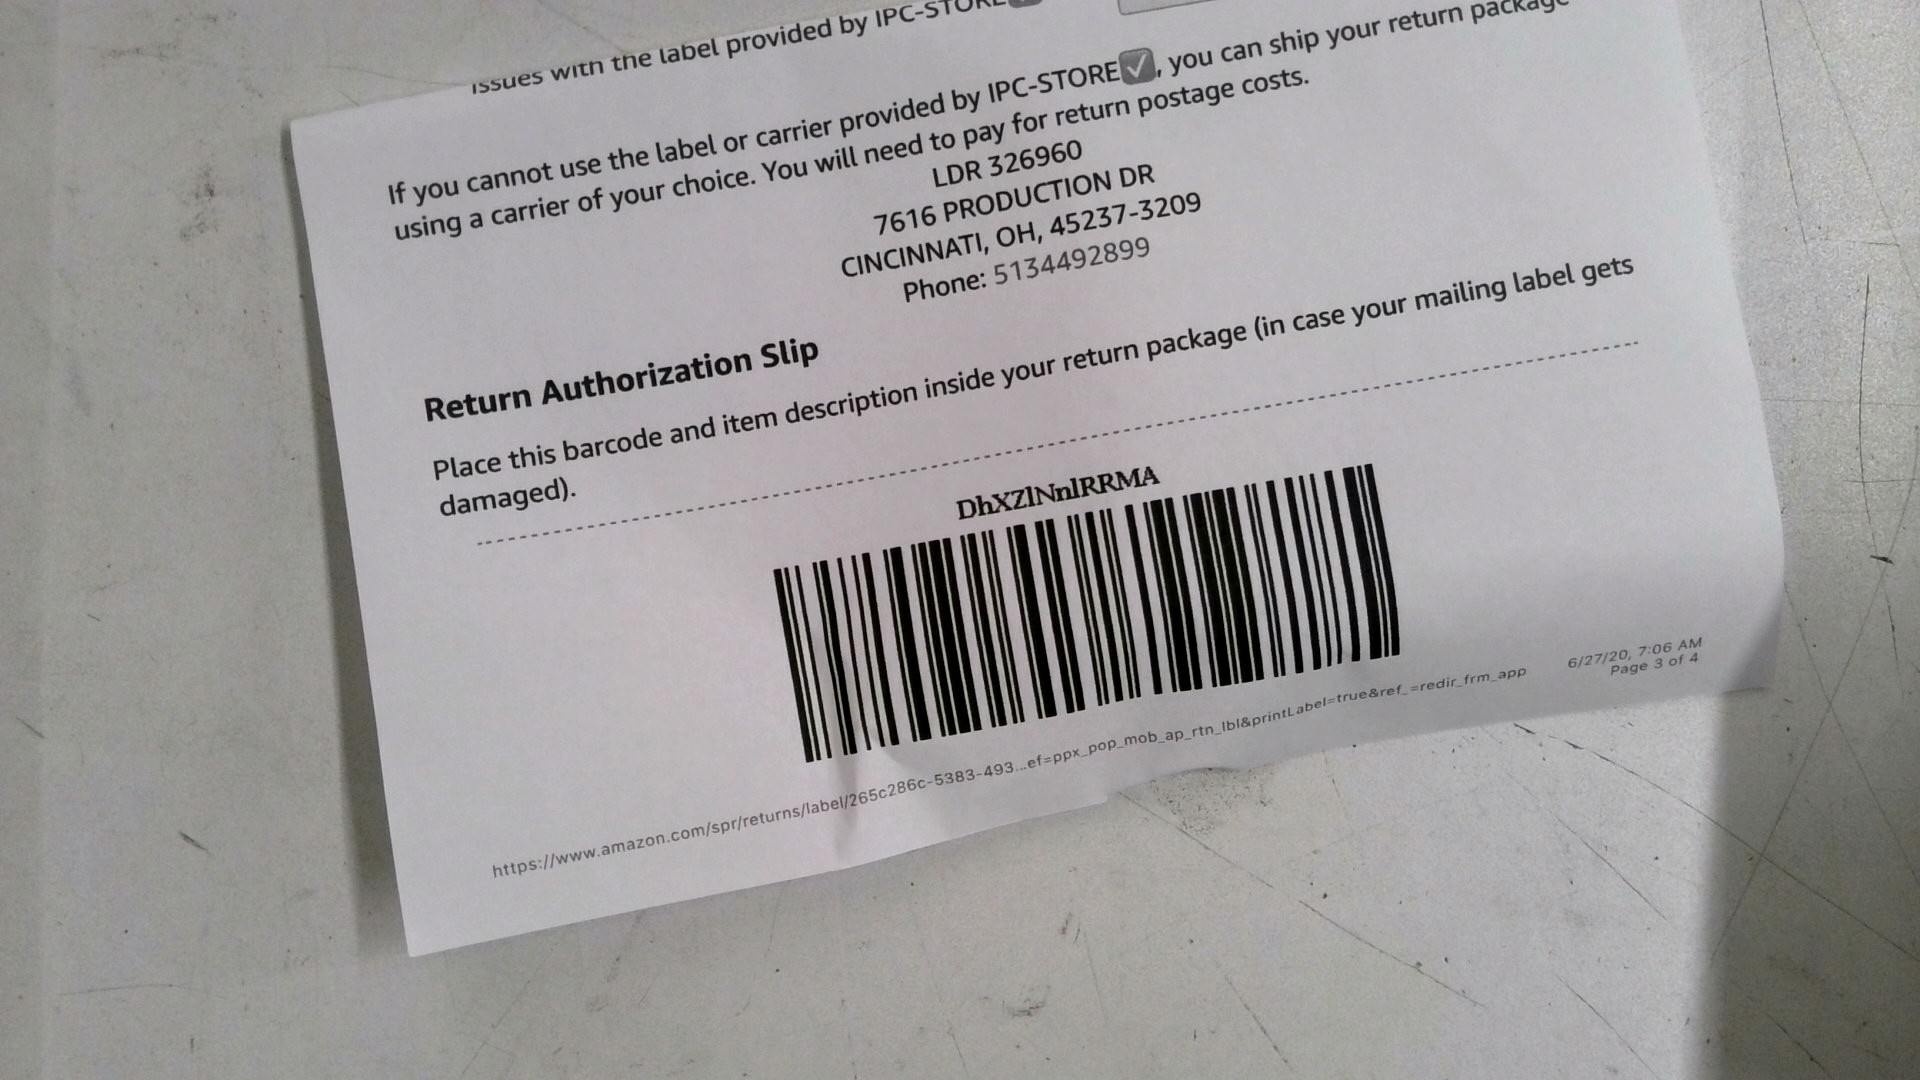 issues with the label provided by IPC-STORE
If you cannot use the label or carrier provided by IPC-STORE✓, you can ship your return package
using a carrier of your choice. You will need to pay for return postage costs.
LDR 326960
7616 PRODUCTION DR
CINCINNATI, OH, 45237-3209
Phone: 5134492899
Return Authorization Slip
Place this barcode and item description inside your return package (in case your mailing label gets
damaged).
DhXZlNnlRRMA
https://www.amazon.com/spr/returns/label/265c286c-5383-493...ef=ppx_pop_mob_ap_rtn_lbl&printLabel=true&ref_=redir_frm_app
6/27/20, 7:06 AM
Page 3 of 4